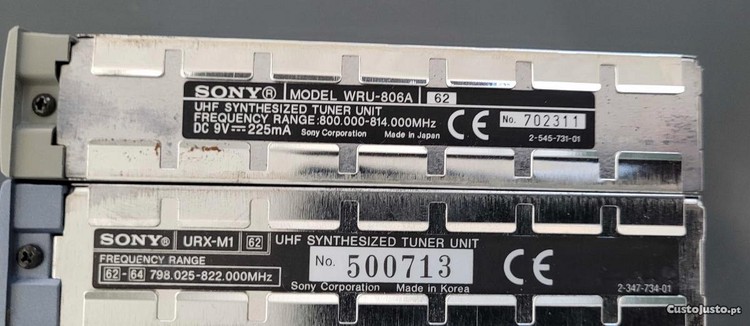 SONY® MODEL WRU-806A 62
UHF SYNTHESIZED TUNER UNIT
FREQUENCY RANGE:800.000-814.000MHz
DC 9V⎓225mA Sony Corporation Made in Japan
CE No. 702311
2-545-731-01
SONY® URX-M1 62 UHF SYNTHESIZED TUNER UNIT
FREQUENCY RANGE
62-64 798.025-822.000MHz
No. 500713
Sony Corporation Made in Korea
CE
2-347-734-01
CustoJusto.pt